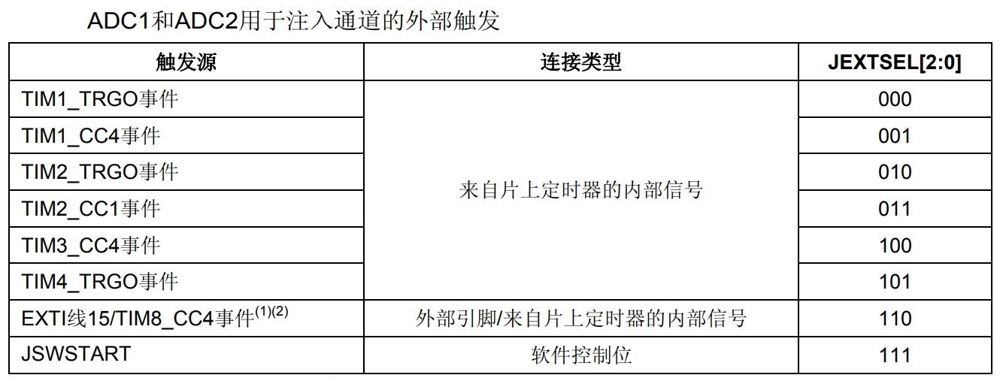 ADC1和ADC2用于注入通道的外部触发
触发源 连接类型 JEXTSEL[2:0]
TIM1_TRGO事件 000
TIM1_CC4事件 001
TIM2_TRGO事件 010
来自片上定时器的内部信号
TIM2_CC1事件 011
TIM3_CC4事件 100
TIM4_TRGO事件 101
EXTI线15/TIM8_CC4事件(1)(2) 外部引脚/来自片上定时器的内部信号 110
JSWSTART 软件控制位 111